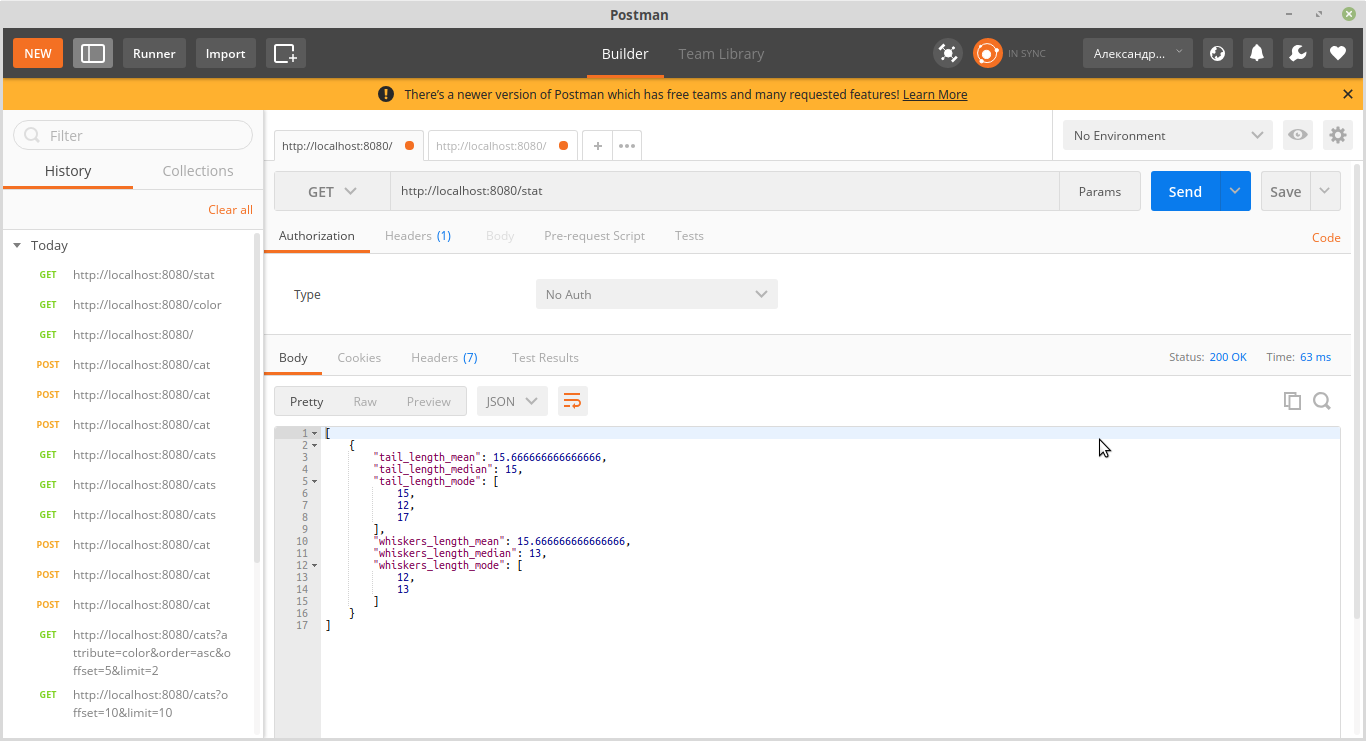 Postman
NEW
Runner
Import
Builder
Team Library
IN SYNC
Александр...
There's a newer version of Postman which has free teams and many requested features! Learn More
Filter
History
Collections
Clear all
Today
GET http://localhost:8080/stat
GET http://localhost:8080/color
GET http://localhost:8080/
POST http://localhost:8080/cat
POST http://localhost:8080/cat
POST http://localhost:8080/cat
GET http://localhost:8080/cats
GET http://localhost:8080/cats
GET http://localhost:8080/cats
POST http://localhost:8080/cat
POST http://localhost:8080/cat
POST http://localhost:8080/cat
GET http://localhost:8080/cats?a
ttribute=color&order=asc&o
ffset=5&limit=2
GET http://localhost:8080/cats?o
ffset=10&limit=10
http://localhost:8080/
http://localhost:8080/
No Environment
GET
http://localhost:8080/stat
Params
Send
Save
Authorization
Headers (1)
Body
Pre-request Script
Tests
Code
Type
No Auth
Body
Cookies
Headers (7)
Test Results
Status: 200 OK
Time: 63 ms
Pretty
Raw
Preview
JSON
1 [
2 {
3 "tail_length_mean": 15.666666666666666,
4 "tail_length_median": 15,
5 "tail_length_mode": [
6 15,
7 12,
8 17
9 ],
10 "whiskers_length_mean": 15.666666666666666,
11 "whiskers_length_median": 13,
12 "whiskers_length_mode": [
13 12,
14 13
15 ]
16 }
17 ]